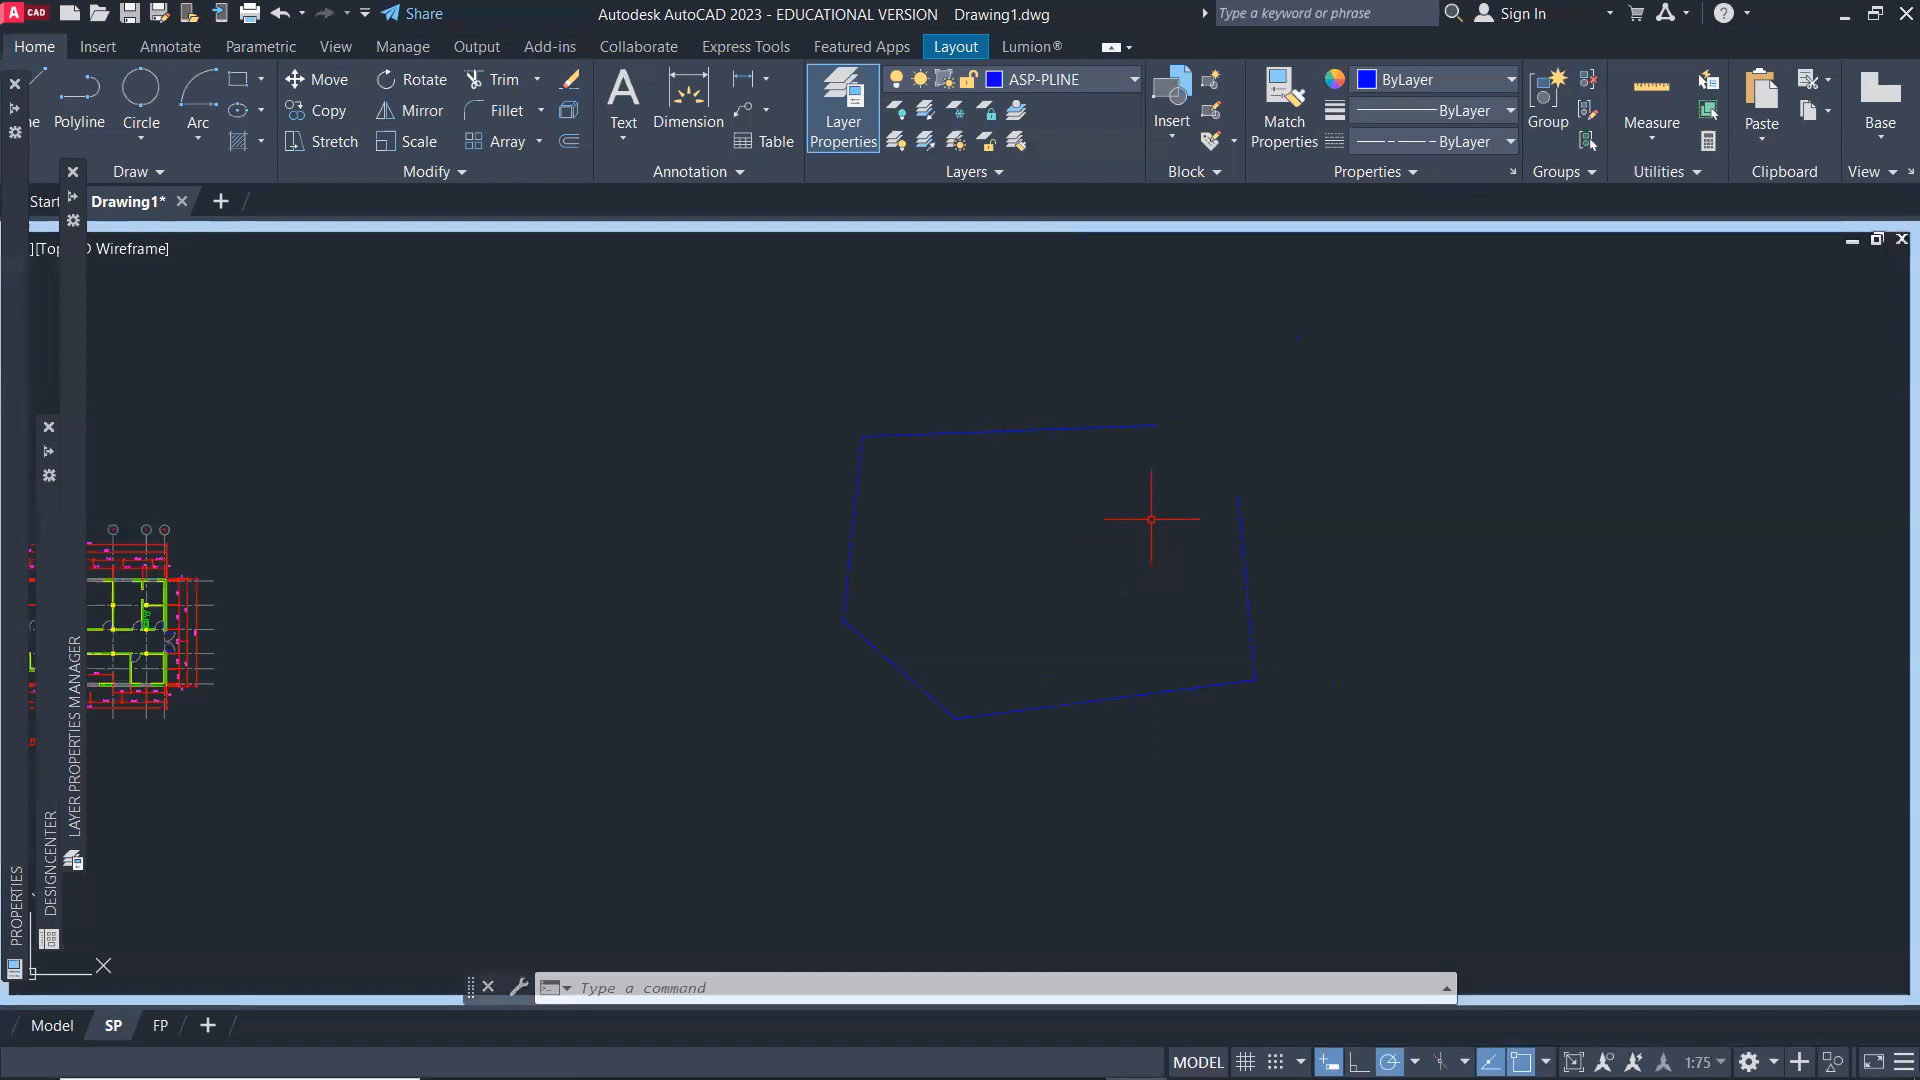 CAD
Share
Autodesk AutoCAD 2023 - EDUCATIONAL VERSION Drawing1.dwg
Type a keyword or phrase
Sign In
Home Insert Annotate Parametric View Manage Output Add-ins Collaborate Express Tools Featured Apps Layout Lumion®
Polyline Circle Arc
Move Rotate Trim
Copy Mirror Fillet
Stretch Scale Array
Text Dimension Table
Layer Properties
ASP-PLINE
Insert
Match Properties
ByLayer
ByLayer
ByLayer
Group
Measure
Paste
Base
Draw Modify Annotation Layers Block Properties Groups Utilities Clipboard View
Start Drawing1*
][Top D Wireframe]
LAYER PROPERTIES MANAGER
DESIGNCENTER
PROPERTIES
Type a command
Model SP FP
MODEL 1:75